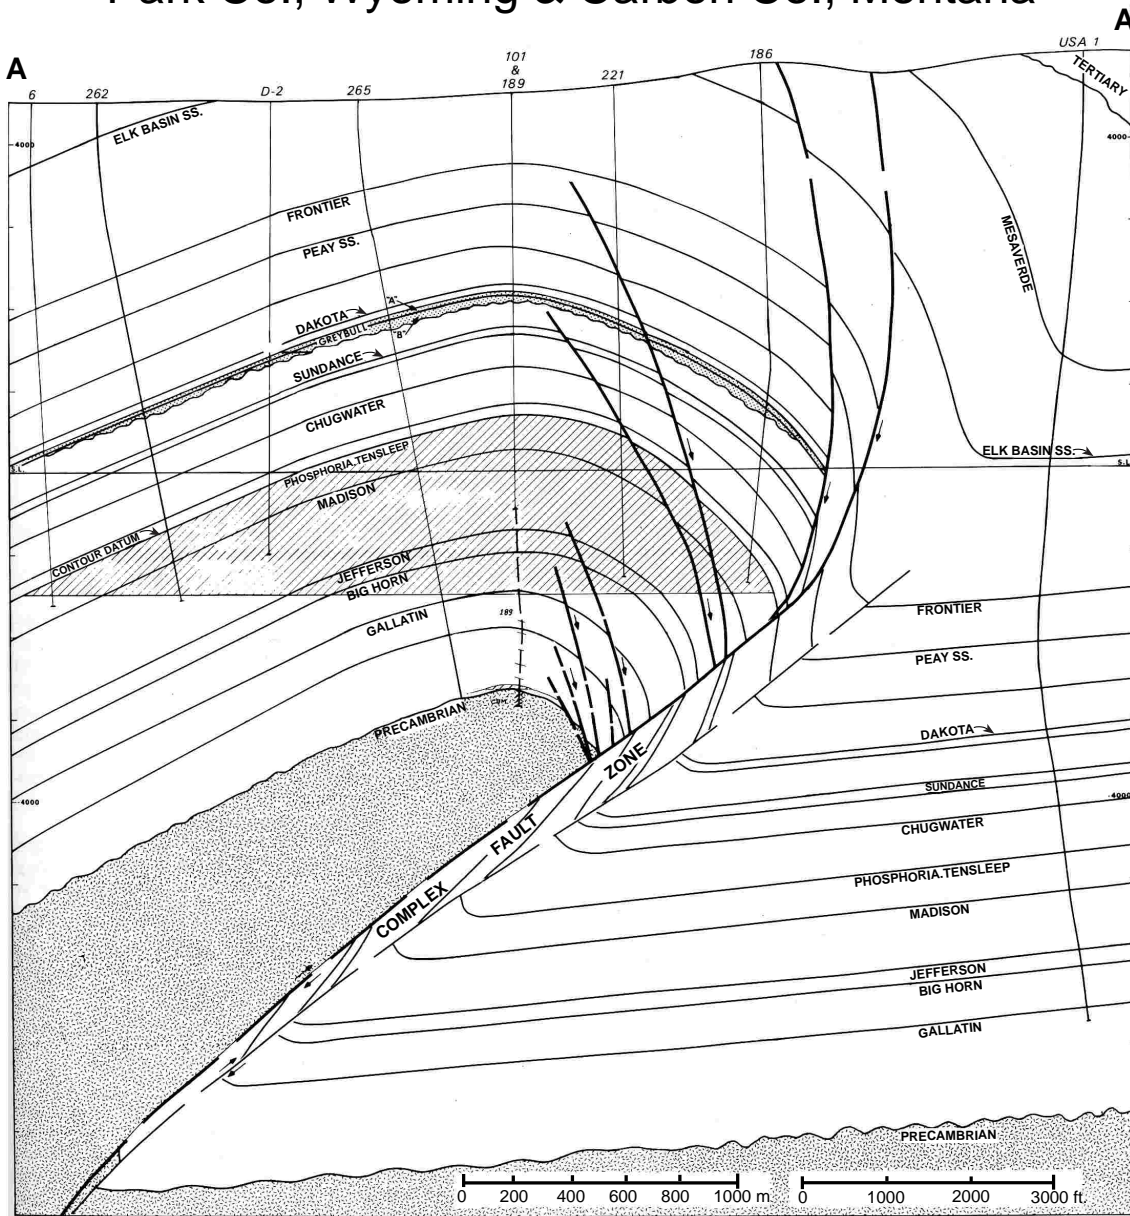 Park Co., Wyoming & Carbon Co., Montana
A
A
6
262
D-2
265
101
&
189
221
186
USA 1
TERTIARY
ELK BASIN SS.
4000
4000
FRONTIER
PEAY SS.
MESAVERDE
DAKOTA
"A"
GREYBULL
"B"
SUNDANCE
CHUGWATER
PHOSPHORIA.TENSLEEP
MADISON
ELK BASIN SS.
S.L.
S.L.
CONTOUR DATUM
JEFFERSON
BIG HORN
GALLATIN
189
FRONTIER
PEAY SS.
PRECAMBRIAN
DAKOTA
COMPLEX FAULT ZONE
SUNDANCE
-4000
-4000
CHUGWATER
PHOSPHORIA.TENSLEEP
MADISON
JEFFERSON
BIG HORN
GALLATIN
PRECAMBRIAN
0 200 400 600 800 1000 m.
0 1000 2000 3000 ft.